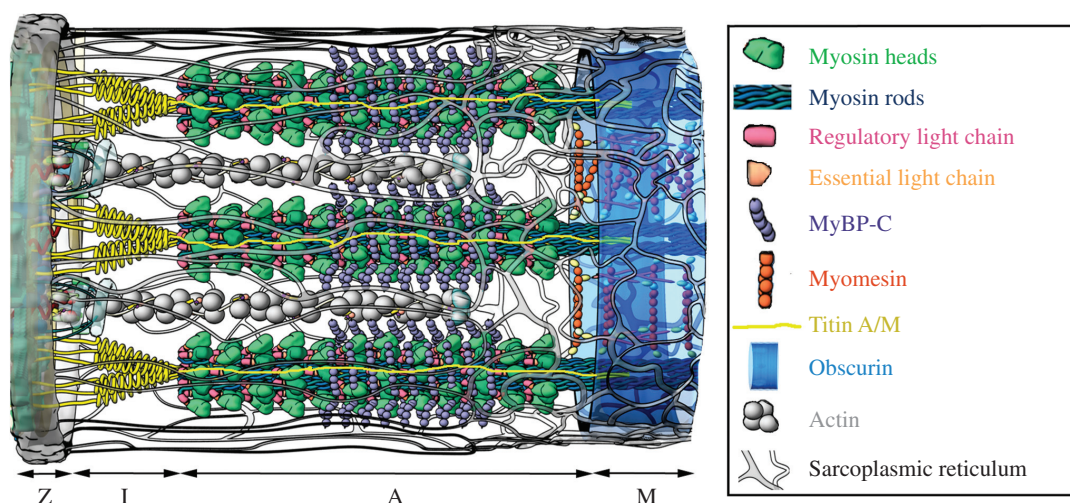 Myosin heads
Myosin rods
Regulatory light chain
Essential light chain
MyBP-C
Myomesin
Titin A/M
Obscurin
Actin
Sarcoplasmic reticulum
Z I A M